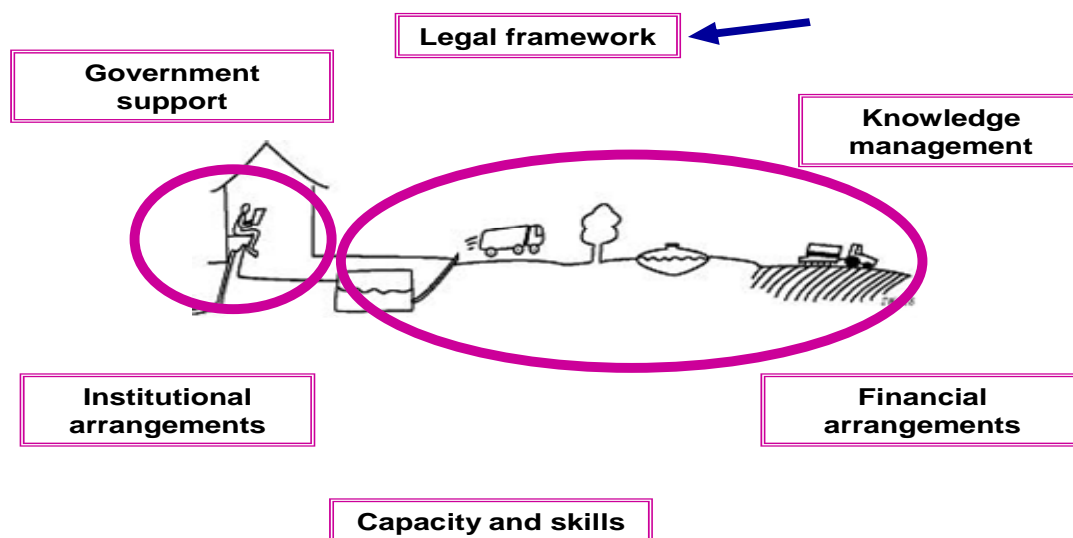 Legal framework
Government
support
Knowledge
management
Institutional
arrangements
Financial
arrangements
Capacity and skills